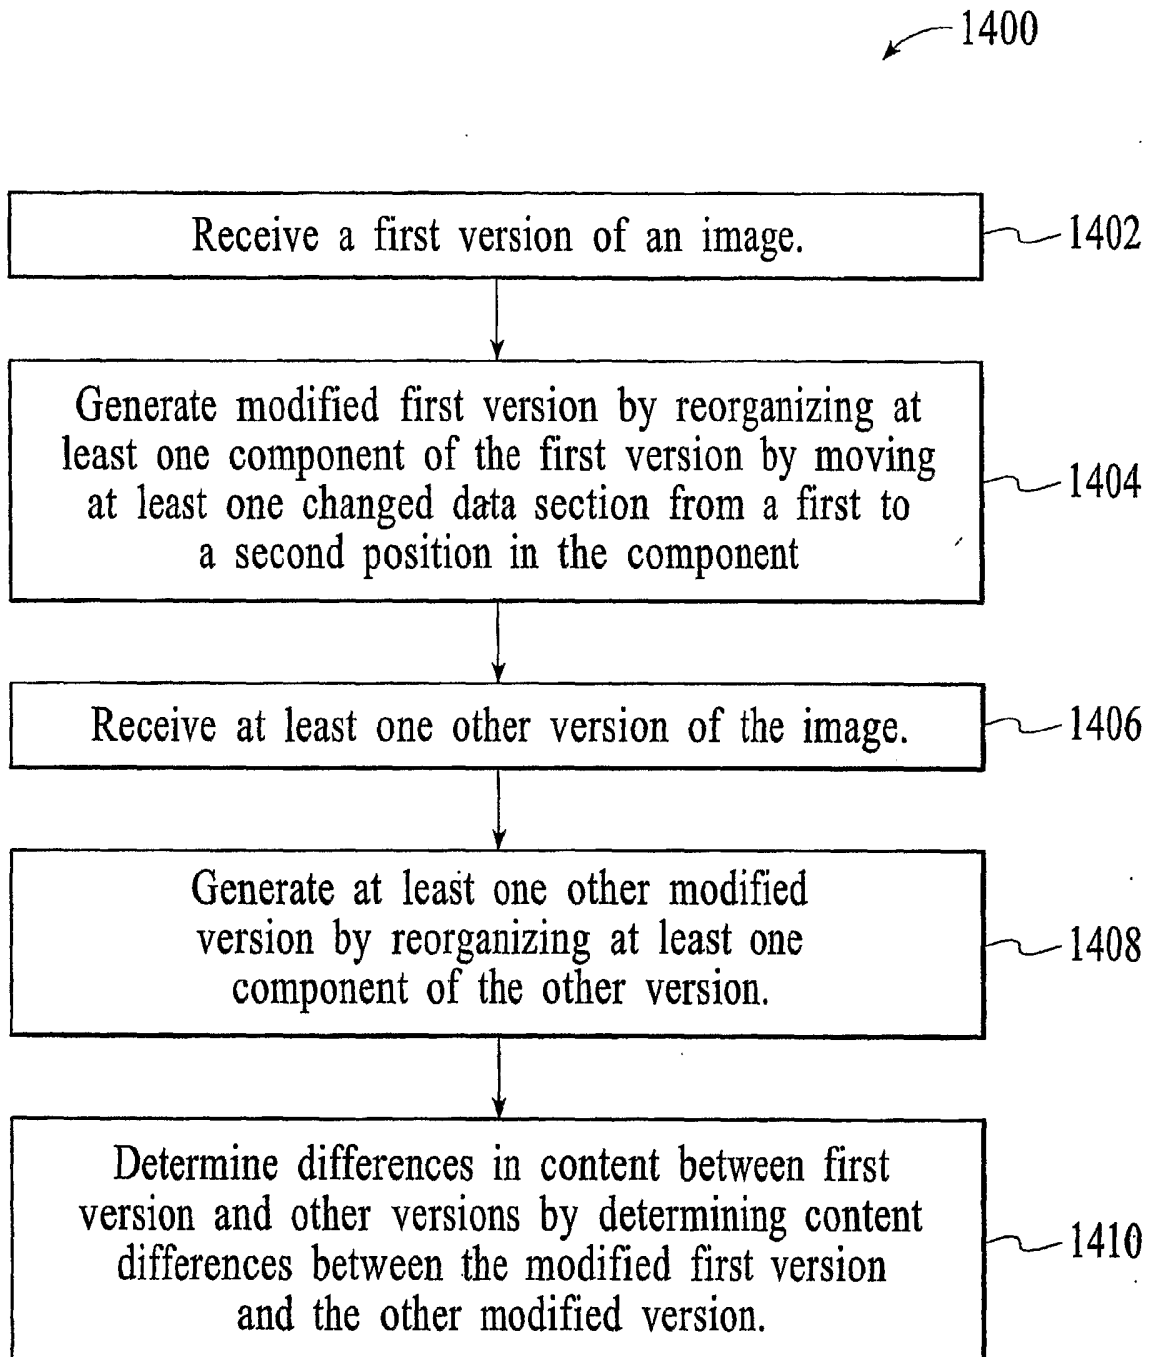 1400
Receive a first version of an image.
1402
Generate modified first version by reorganizing at
least one component of the first version by moving
at least one changed data section from a first to
a second position in the component
1404
Receive at least one other version of the image.
1406
Generate at least one other modified
version by reorganizing at least one
component of the other version.
1408
Determine differences in content between first
version and other versions by determining content
differences between the modified first version
and the other modified version.
1410